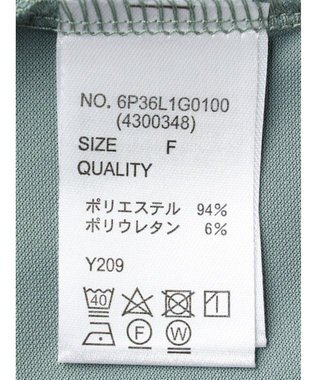 NO. 6P36L1G0100
(4300348)
SIZE F
QUALITY
ポリエステル 94%
ポリウレタン 6%
Y209
40
F W